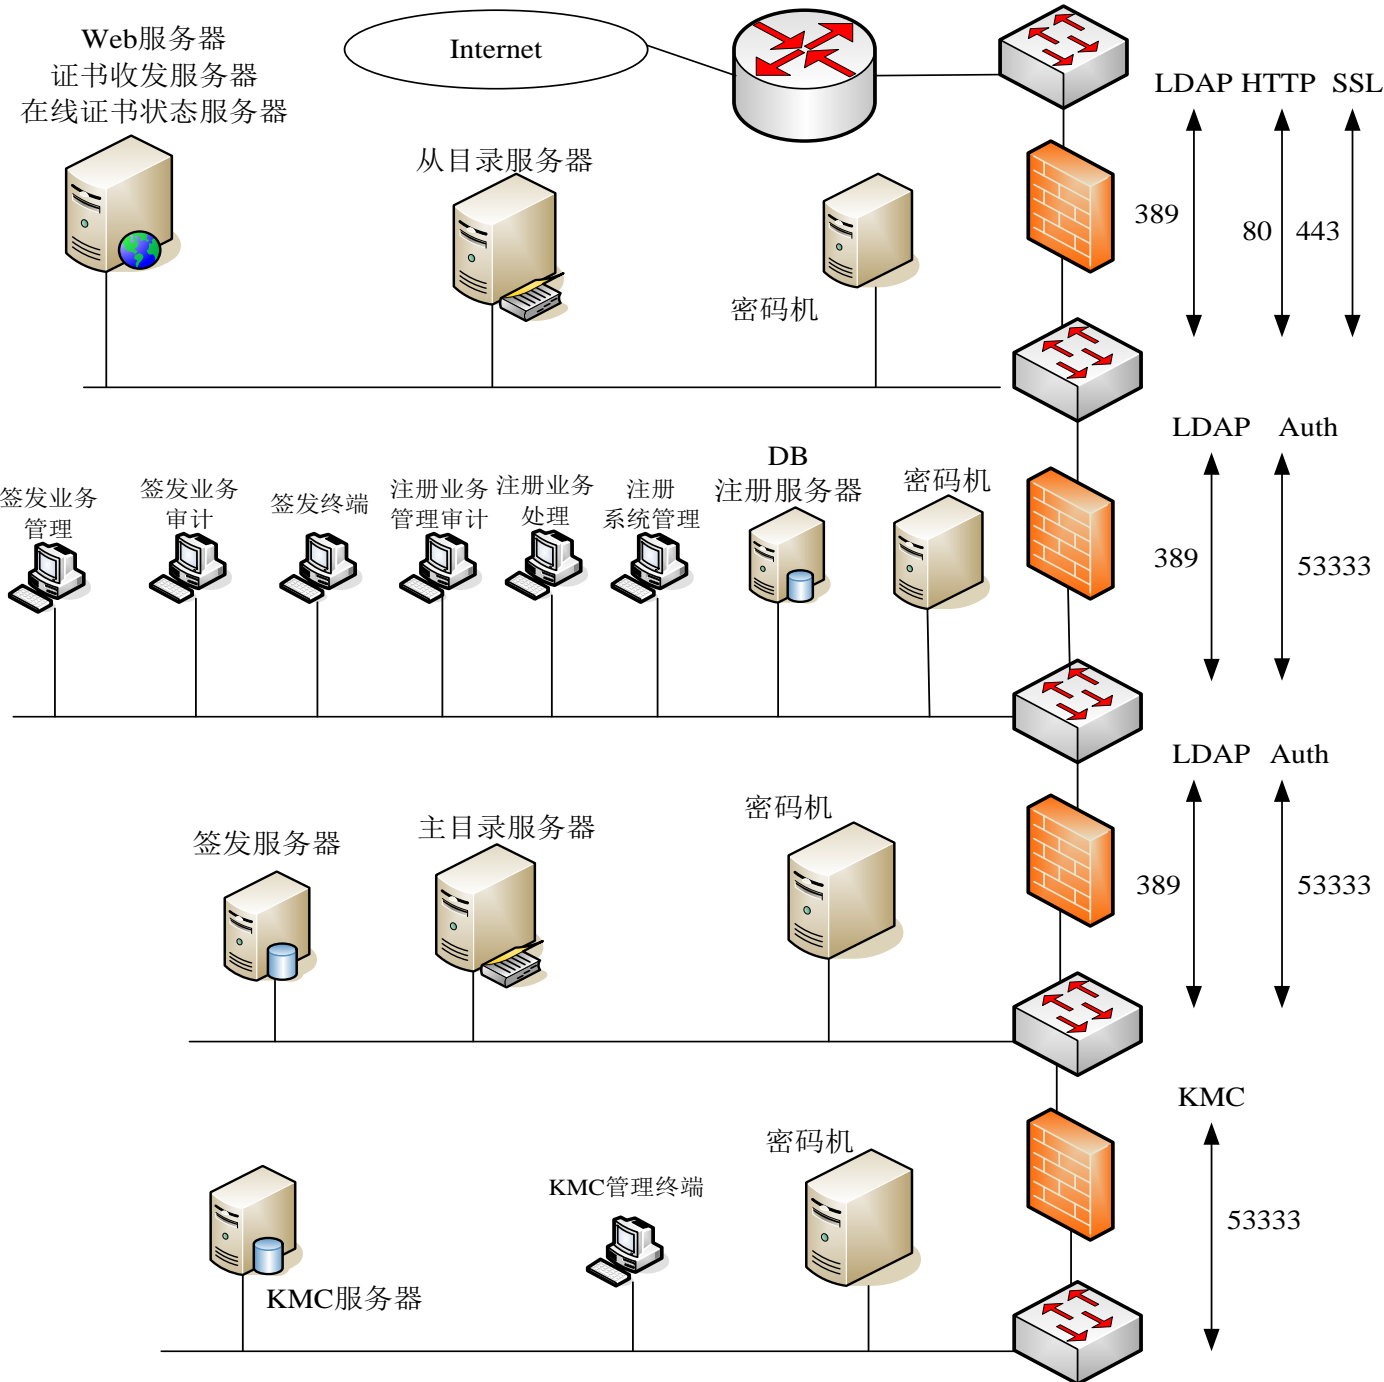 Web服务器
证书收发服务器
在线证书状态服务器
Internet
LDAP HTTP SSL
从目录服务器
389
80
443
密码机
LDAP Auth
DB
注册服务器
密码机
签发业务
管理
签发业务
审计
签发终端
注册业务
管理审计
注册业务
处理
注册
系统管理
389
53333
LDAP Auth
签发服务器
主目录服务器
密码机
389
53333
KMC
密码机
KMC管理终端
53333
KMC服务器